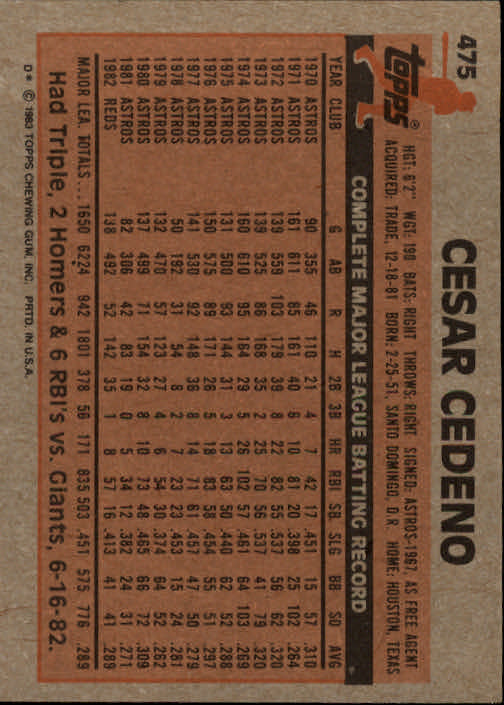 475
CESAR CEDENO
topps®
HGT: 6'2" WGT: 190 BATS: RIGHT THROWS: RIGHT SIGNED: ASTROS-1967, AS FREE AGENT
ACQUIRED: TRADE, 12-18-81 BORN: 2-25-51, SANTO DOMINGO, D.R. HOME: HOUSTON, TEXAS
COMPLETE MAJOR LEAGUE BATTING RECORD
YEAR CLUB G AB R H 2B 3B HR RBI SB SLG BB SO AVG
1970 ASTROS 90 355 46 110 21 4 7 42 17 .451 15 57 .310
1971 ASTROS 161 611 85 161 40 6 10 81 20 .398 25 102 .264
1972 ASTROS 139 559 103 179 39 8 22 82 55 .537 56 62 .320
1973 ASTROS 139 525 86 168 35 2 25 70 56 .537 41 79 .320
1974 ASTROS 160 610 95 164 29 5 26 102 57 .461 64 103 .269
1975 ASTROS 131 500 93 144 31 3 13 63 50 .440 62 52 .288
1976 ASTROS 150 575 89 171 26 5 18 83 58 .454 55 51 .297
1977 ASTROS 141 530 92 148 36 8 14 71 61 .457 47 50 .279
1978 ASTROS 50 192 31 54 8 2 7 23 23 .453 15 24 .281
1979 ASTROS 132 470 57 123 27 4 6 54 30 .374 64 52 .262
1980 ASTROS 137 499 71 154 32 8 10 73 48 .465 66 72 .309
1981 ASTROS 82 306 42 83 19 0 5 34 12 .382 24 31 .271
1982 REDS 138 492 52 142 35 1 8 57 16 .413 41 41 .289
MAJOR LEA. TOTALS ... 1650 6224 942 1801 378 56 171 835 503 .451 575 776 .289
Had Triple, 2 Homers & 6 RBI's vs. Giants, 6-16-82.
D* © 1983 TOPPS CHEWING GUM, INC. PRTD. IN U.S.A.